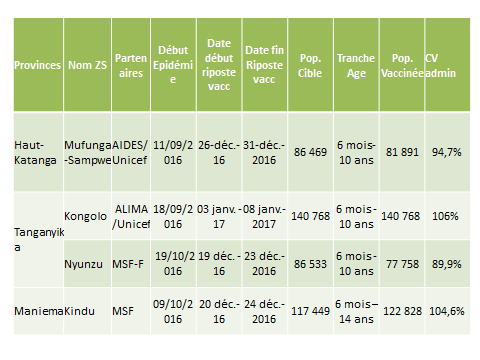 Provinces Nom ZS Parten aires Début Epidémi e Date début riposte vacc Date fin Riposte vacc Pop. Cible Tranche Age Pop. Vaccinée CV admin
Haut-Katanga Mufunga-Sampwe AIDES/Unicef 11/09/2016 26-déc.-16 31-déc.-2016 86 469 6 mois-10 ans 81 891 94,7%
Tanganyika Kongolo ALIMA/Unicef 18/09/2016 03 janv.-17 08 janv.-2017 140 768 6 mois-10 ans 140 768 106%
Nyunzu MSF-F 19/10/2016 19 déc.-16 23 déc.-2016 86 533 6 mois-10 ans 77 758 89,9%
Maniema Kindu MSF 09/10/2016 20 déc.-16 24 déc.-2016 117 449 6 mois–14 ans 122 828 104,6%